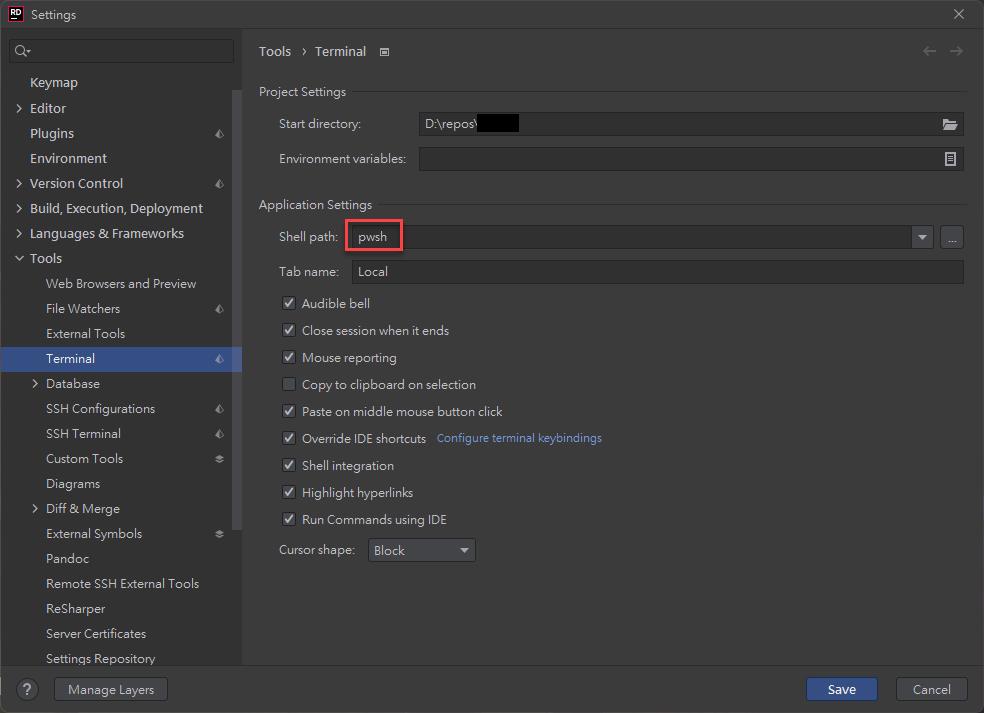 RD Settings
Keymap
Editor
Plugins
Environment
Version Control
Build, Execution, Deployment
Languages & Frameworks
Tools
Web Browsers and Preview
File Watchers
External Tools
Terminal
Database
SSH Configurations
SSH Terminal
Custom Tools
Diagrams
Diff & Merge
External Symbols
Pandoc
Remote SSH External Tools
ReSharper
Server Certificates
Settings Repository
Tools › Terminal
Project Settings
Start directory: D:\repos\
Environment variables:
Application Settings
Shell path: pwsh ...
Tab name: Local
Audible bell
Close session when it ends
Mouse reporting
Copy to clipboard on selection
Paste on middle mouse button click
Override IDE shortcuts Configure terminal keybindings
Shell integration
Highlight hyperlinks
Run Commands using IDE
Cursor shape: Block
? Manage Layers Save Cancel